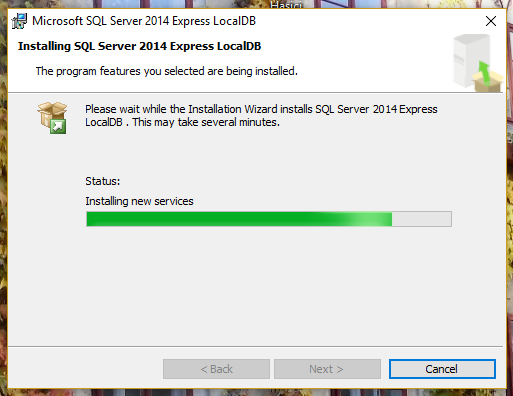 Hasici
Microsoft SQL Server 2014 Express LocalDB
Installing SQL Server 2014 Express LocalDB
The program features you selected are being installed.
Please wait while the Installation Wizard installs SQL Server 2014 Express
LocalDB . This may take several minutes.
Status:
Installing new services
< Back
Next >
Cancel